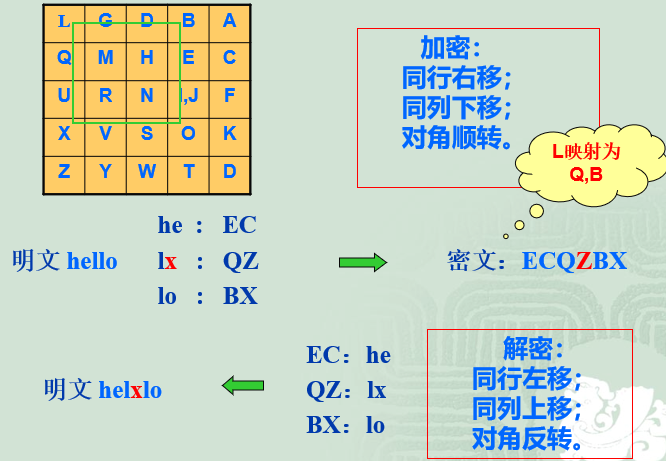 L G D B A
Q M H E C
U R N I,J F
X V S O K
Z Y W T D
加密：
同行右移；
同列下移；
对角顺转。
L映射为
Q,B
he : EC
明文 hello lx : QZ 密文：ECQZBX
lo : BX
解密：
同行左移；
同列上移；
对角反转。
EC：he
明文 helxlo QZ：lx
BX：lo